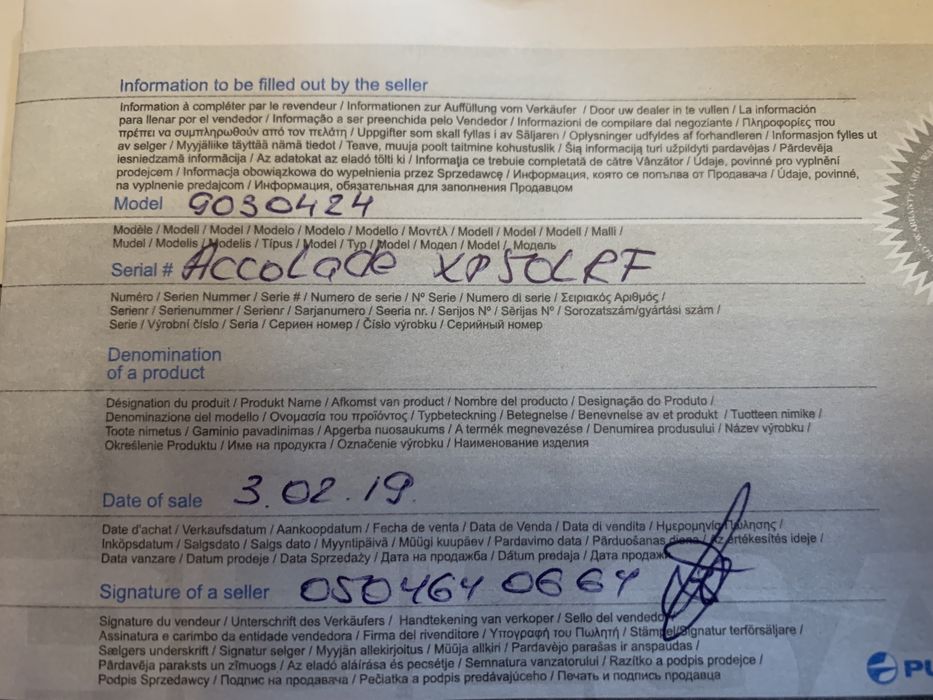 Information to be filled out by the seller
Information à compléter par le revendeur / Informationen zur Auffüllung vom Verkäufer / Door uw dealer in te vullen / La información
para llenar por el vendedor / Informação a ser preenchida pelo Vendedor / Informazioni de compilare dal negoziante / Πληροφορίες που
πρέπει να συμπληρωθούν από τον πελάτη / Uppgifter som skall fyllas i av Säljaren / Oplysninger udfyldes af forhandleren / Informasjon fylles ut
av selger / Myyjäliike täyttää nämä tiedot / Teave, muuja poolt taitmine kohustuslik / Šią informaciją turi užpildyti pardavėjas / Pārdevēja
iesniedzamā informācija / Az adatokat az eladó tölti ki / Informaţia ce trebuie completată de către Vânzător / Údaje, povinné pro vyplnění
prodejcem / Informacja obowiązkowa do wypełnienia przez Sprzedawcę / Информация, която се попълва от Продавача / Údaje, povinné,
na vyplnenie predajcom / Информация, обязательная для заполнения Продавцом
Model 9030424
Modèle / Modell / Model / Modelo / Modelo / Modello / Μοντέλ / Modell / Model / Modell / Malli /
Mudel / Modelis / Modelis / Típus / Model / Typ / Model / Модел / Model / Модель
Serial # Accolade XP50LRF
Numéro / Serien Nummer / Serie # / Numero de serie / Nº Serie / Numero di serie / Σειριακός Αριθμός /
Serienr / Serienummer / Serienr / Sarjanumero / Seeria nr. / Serijos Nº / Sērijas Nº / Sorozatszám/gyártási szám /
Serie / Výrobní číslo / Seria / Сериен номер / Číslo výrobku / Серийный номер
Denomination
of a product
Désignation du produit / Produkt Name / Afkomst van product / Nombre del producto / Designação do Produto /
Denominazione del modello / Ονομασία του προϊόντος / Typbeteckning / Betegnelse / Benevnelse av et produkt / Tuotteen nimike /
Toote nimetus / Gaminio pavadinimas / Apgerba nuosaukums / A termék megnevezése / Denumirea produsului / Název výrobku /
Określenie Produktu / Име на продукта / Označenie výrobku / Наименование изделия
Date of sale 3.02.19
Date d'achat / Verkaufsdatum / Aankoopdatum / Fecha de venta / Data de Venda / Data di vendita / Ημερομηνία Πώλησης /
Inköpsdatum / Salgsdato / Salgs dato / Myyntipäivä / Müügi kuupäev / Pardavimo data / Pārdušanas diena / Az értékesítés ideje /
Data vanzare / Datum prodeje / Data Sprzedaży / Дата на продажба / Dátum predaja / Дата продажи
Signature of a seller 050464 0664
Signature du vendeur / Unterschrift des Verkäufers / Handtekening van verkoper / Sello del vendedor
Assinatura e carimbo da entidade vendedora / Firma del rivenditore / Υπογραφή του Πωλητή / Stämpel/Signatur terförsäljare /
Sælgers underskrift / Signatur selger / Myyjän allekirjoitus / Müüja allkiri / Pardavėjo parašas ir anspaudas /
Pārdavēja paraksts un zīmuogs / Az eladó aláírása és pecsétje / Semnatura vanzatorului / Razítko a podpis prodejce /
Podpis Sprzedawcy / Подпис на продавача / Pečiatka a podpis predávajúceho / Печать и подпись продавца